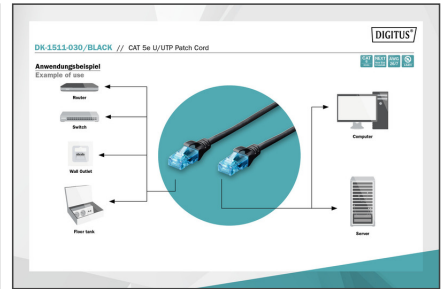 DIGITUS®
DK-1511-030/BLACK // CAT 5e U/UTP Patch Cord
Anwendungsbeispiel
Example of use
Router
Switch
Wall Outlet
Floor tank
Computer
Server